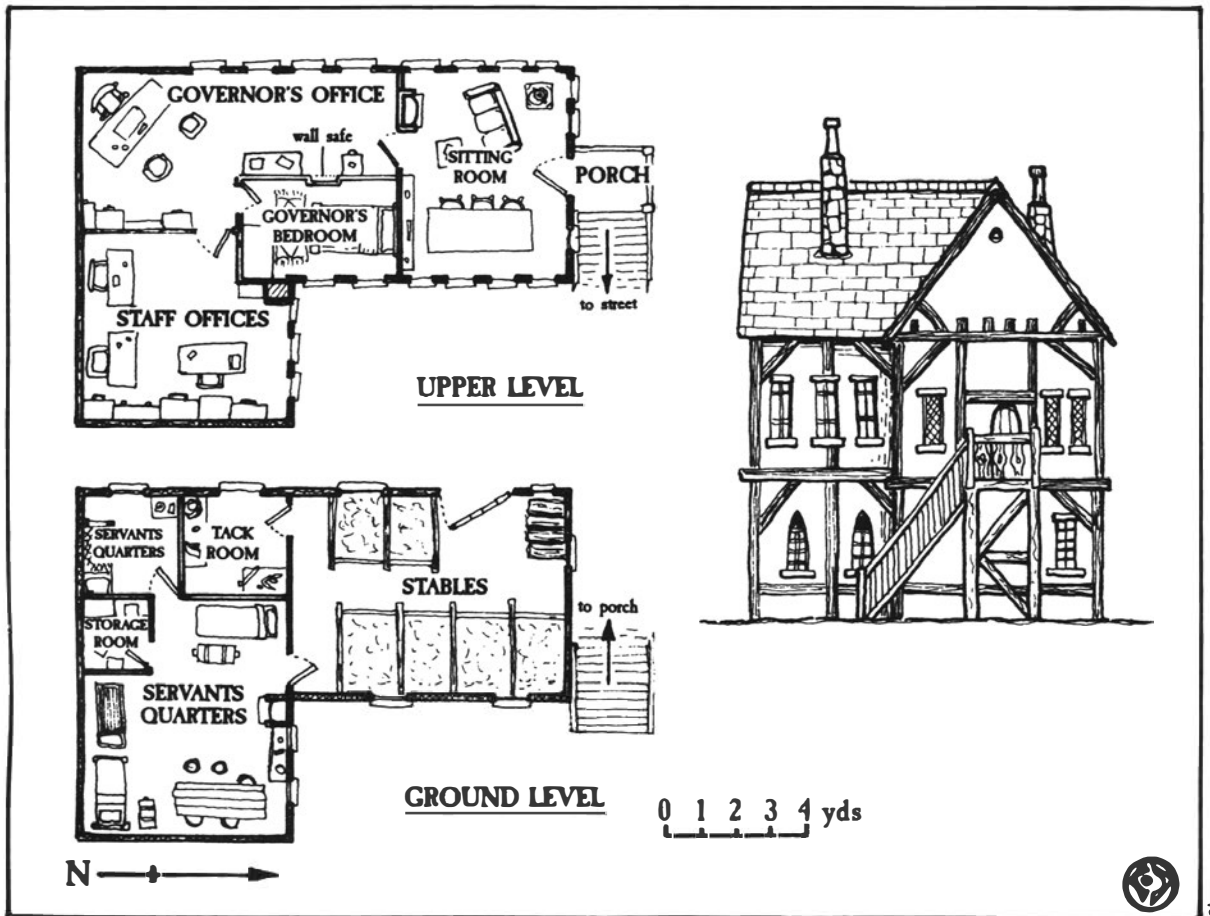 GOVERNOR'S OFFICE
wall safe
SITTING
ROOM
PORCH
GOVERNOR'S
BEDROOM
to street
STAFF OFFICES
UPPER LEVEL
SERVANTS
QUARTERS
TACK
ROOM
STABLES
to porch
STORAGE
ROOM
SERVANTS
QUARTERS
GROUND LEVEL
0 1 2 3 4 yds
N